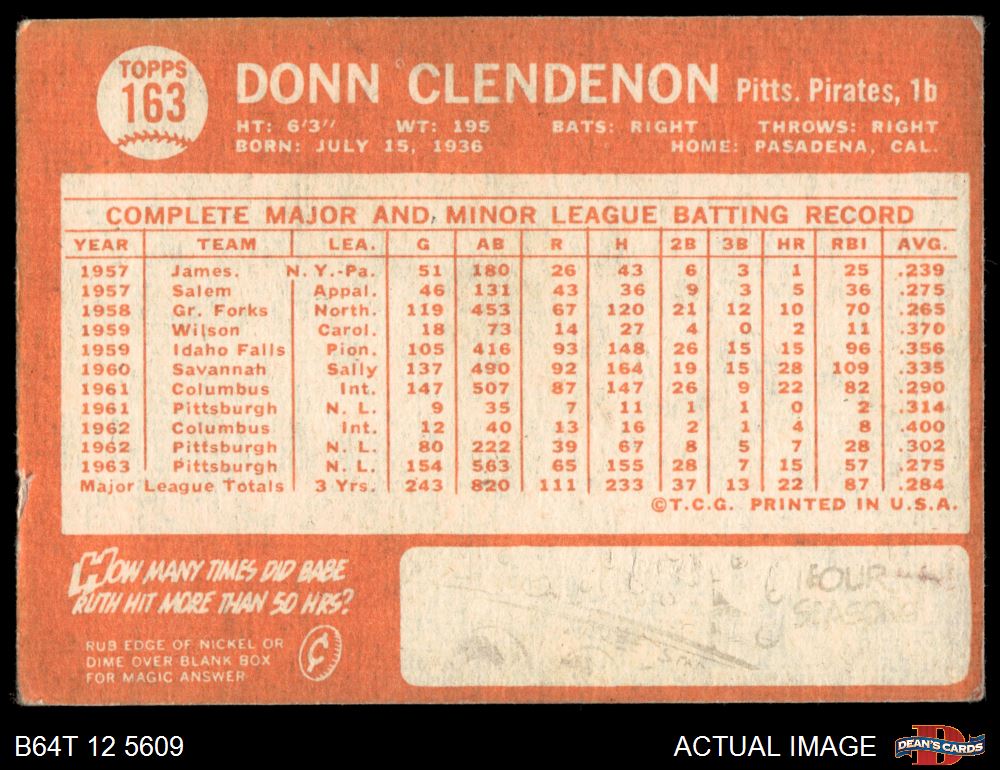 TOPPS
163
DONN CLENDENON Pitts. Pirates, 1b
HT: 6'3" WT: 195 BATS: RIGHT THROWS: RIGHT
BORN: JULY 15, 1936 HOME: PASADENA, CAL.
COMPLETE MAJOR AND MINOR LEAGUE BATTING RECORD
YEAR TEAM LEA. G AB R H 2B 3B HR RBI AVG.
1957 James. N.Y.-Pa. 51 180 26 43 6 3 1 25 .239
1957 Salem Appal. 46 131 43 36 9 3 5 36 .275
1958 Gr. Forks North. 119 453 67 120 21 12 10 70 .265
1959 Wilson Carol. 18 73 14 27 4 0 2 11 .370
1959 Idaho Falls Pion. 105 416 93 148 26 15 15 96 .356
1960 Savannah Sally 137 490 92 164 19 15 28 109 .335
1961 Columbus Int. 147 507 87 147 26 9 22 82 .290
1961 Pittsburgh N. L. 9 35 7 11 1 1 0 2 .314
1962 Columbus Int. 12 40 13 16 2 1 4 8 .400
1962 Pittsburgh N. L. 80 222 39 67 8 5 7 28 .302
1963 Pittsburgh N. L. 154 563 65 155 28 7 15 57 .275
Major League Totals 3 Yrs. 243 820 111 233 37 13 22 87 .284
©T.C.G. PRINTED IN U.S.A.
HOW MANY TIMES DID BABE
RUTH HIT MORE THAN 50 HRS?
RUB EDGE OF NICKEL OR
DIME OVER BLANK BOX
FOR MAGIC ANSWER
FOUR
SEASONS
B64T 12 5609
ACTUAL IMAGE
DEAN'S CARDS